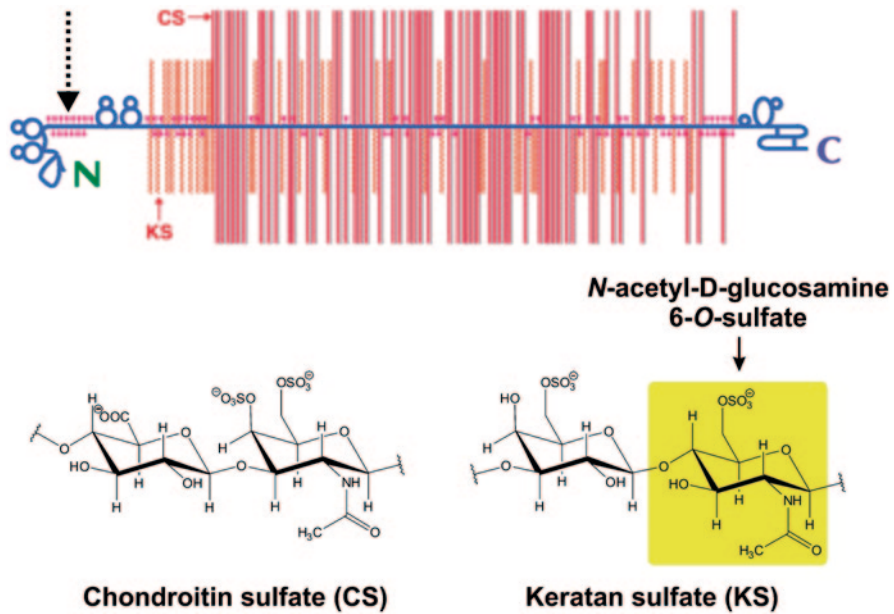 CS
N
C
KS
N-acetyl-D-glucosamine
6-O-sulfate
OSO₃⊖
⊖O₃SO
OSO₃⊖
HO
OSO₃⊖
H
⊖OOC
H
H
H
H
H
H
O
O
O
O
O
O
H
HO
OH
O
NH
O
OH
O
HO
NH
H
H
H
H
H
H
H
H
H₃C
O
H₃C
O
Chondroitin sulfate (CS)
Keratan sulfate (KS)